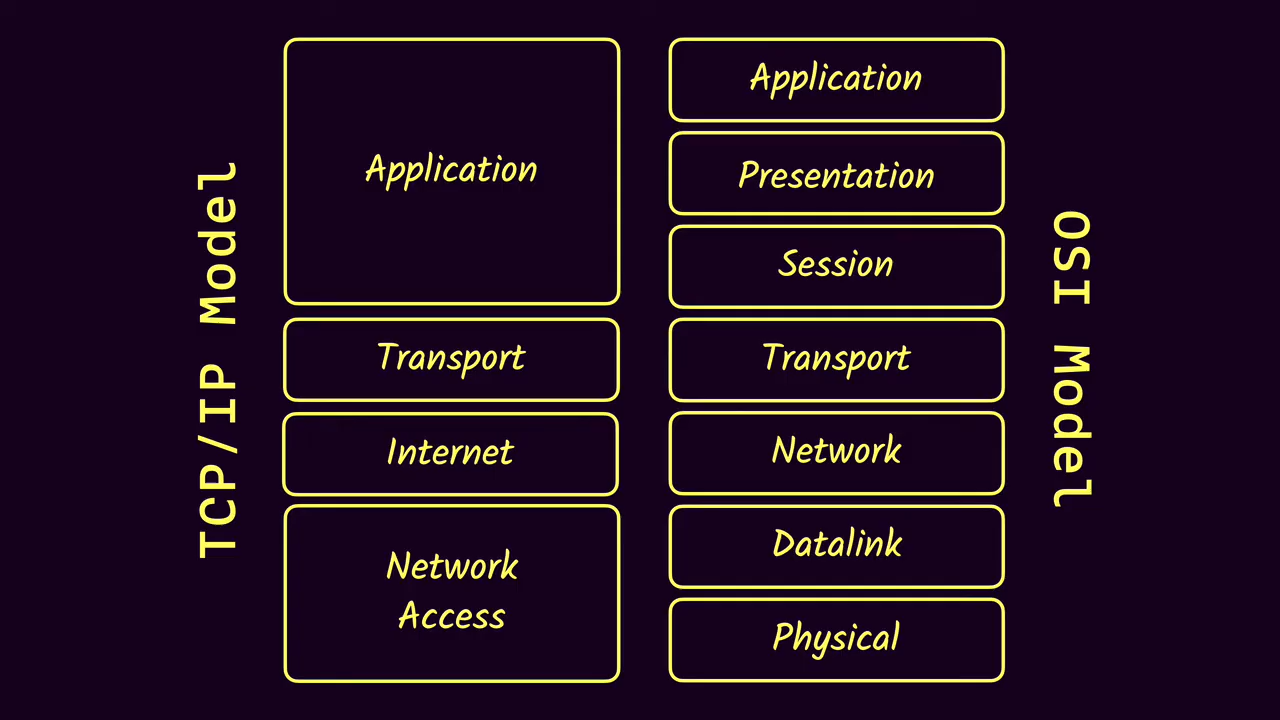 TCP/IP Model
Application
Transport
Internet
Network
Access
Application
Presentation
Session
Transport
Network
Datalink
Physical
OSI Model